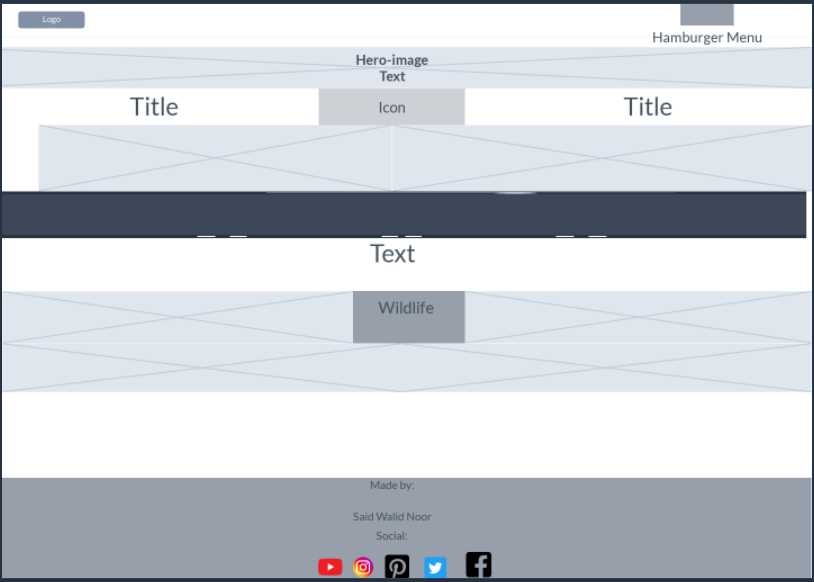 Logo
Hamburger Menu
Hero-image
Text
Title
Icon
Title
Text
Wildlife
Made by:
Said Walid Noor
Social: